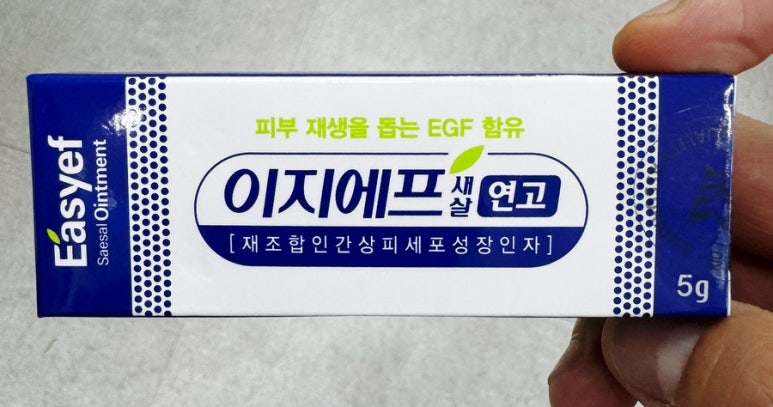 Easyef
Saesal Ointment
피부 재생을 돕는 EGF 함유
이지에프 새살 연고
[재조합인간상피세포성장인자]
5g